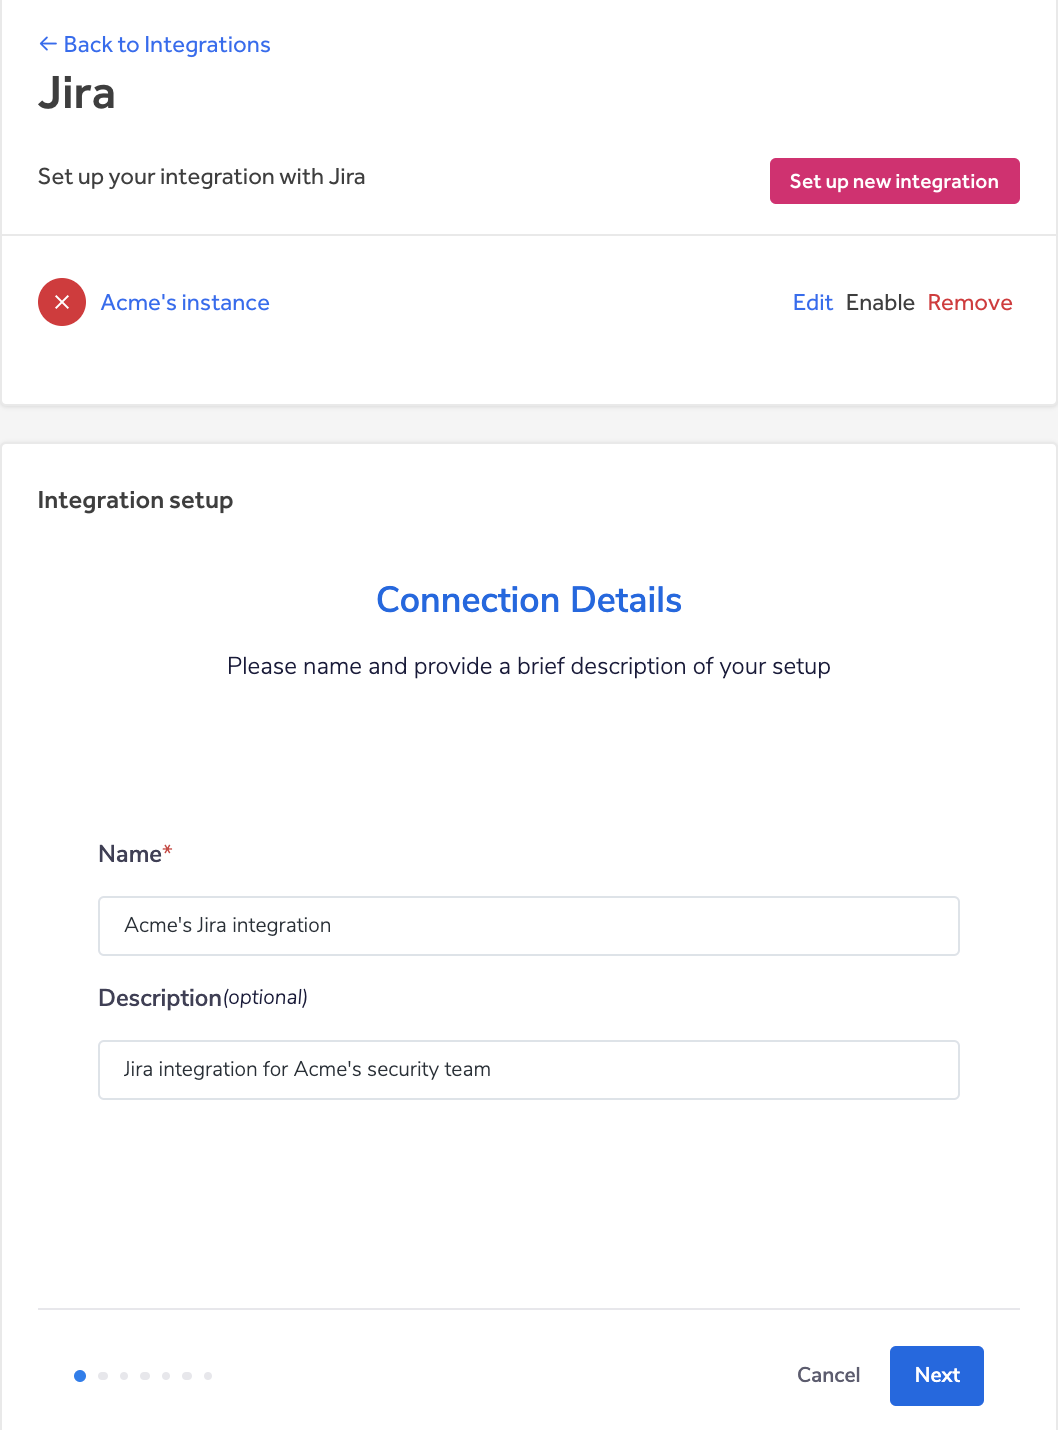 ← Back to Integrations
Jira
Set up your integration with Jira
Set up new integration
Acme's instance
Edit Enable Remove
Integration setup
Connection Details
Please name and provide a brief description of your setup
Name*
Acme's Jira integration
Description(optional)
Jira integration for Acme's security team
Cancel
Next